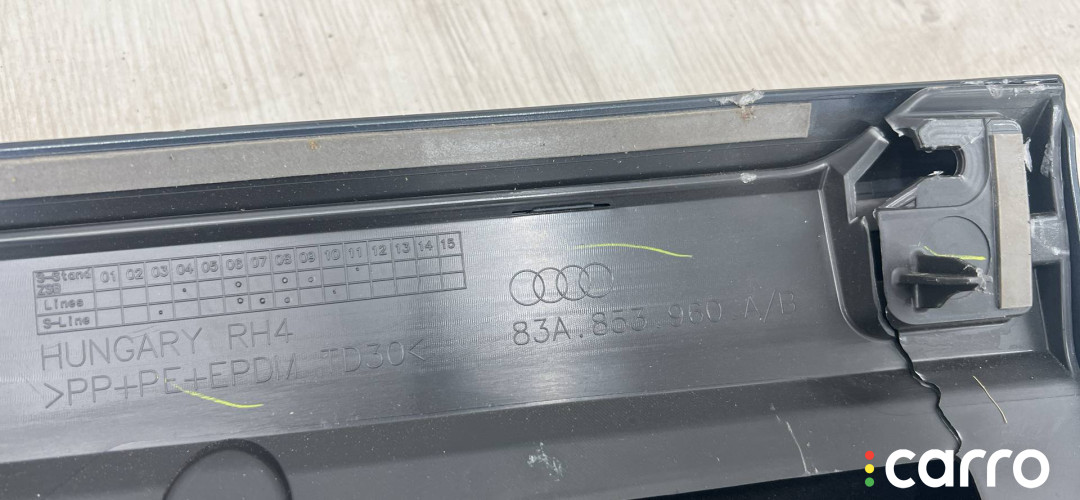 S-Stand 01 02 03 04 05 06 07 08 09 10 11 12 13 14 15
ZSB
Lines
S-Line
HUNGARY RH4
>PP+PE+EPDM TD30<
83A.853.960 A/B
carro